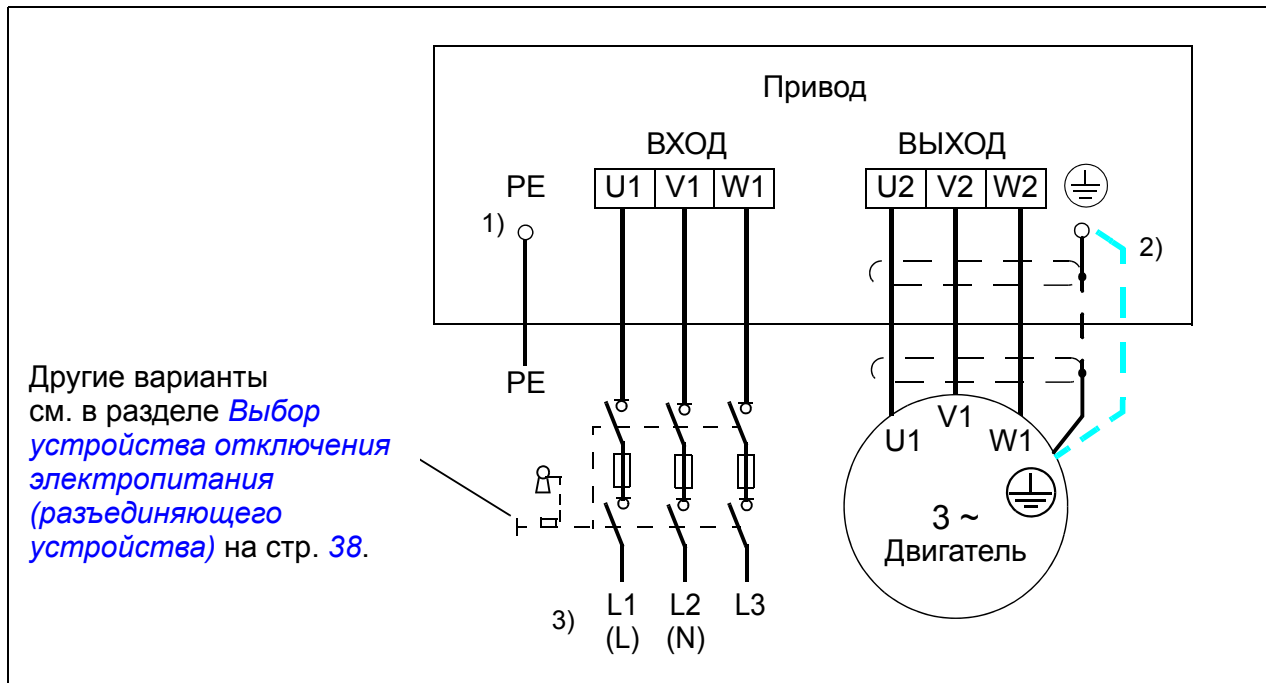 Привод
ВХОД
ВЫХОД
PE
U1 V1 W1
U2 V2 W2
1)
2)
PE
Другие варианты
см. в разделе Выбор
устройства отключения
электропитания
(разъединяющего
устройства) на стр. 38.
U1
V1
W1
3 ~
Двигатель
3)
L1 L2 L3
(L) (N)